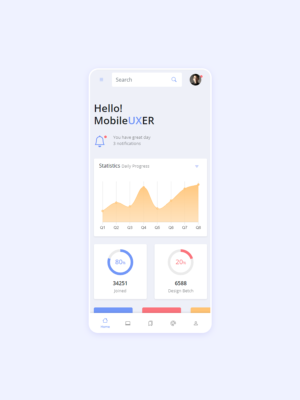 Search
Hello!
MobileUXER
You have great day
3 notifications
Statistics Daily Progress
Q1 Q2 Q3 Q4 Q5 Q6 Q7 Q8
80%
20%
34251
6588
Joined
Design Watch
Home